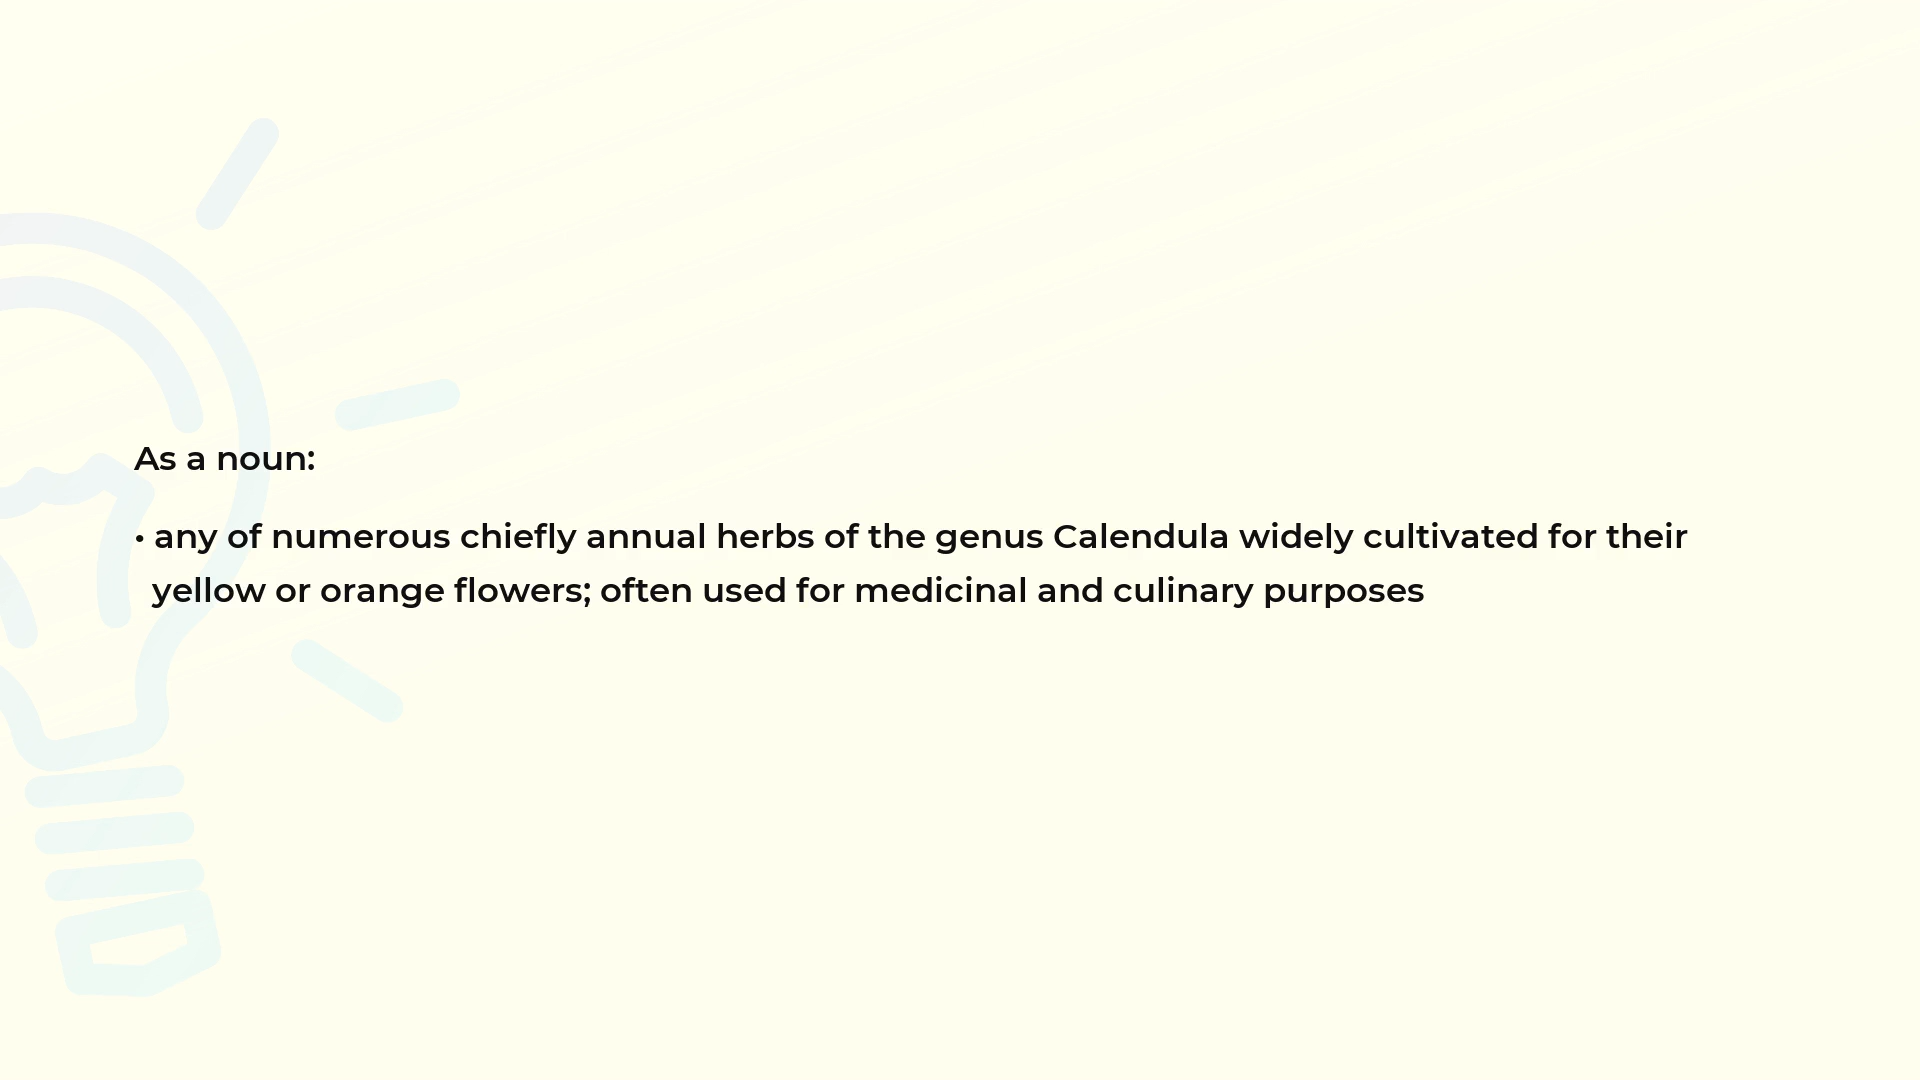 As a noun:
• any of numerous chiefly annual herbs of the genus Calendula widely cultivated for their
yellow or orange flowers; often used for medicinal and culinary purposes